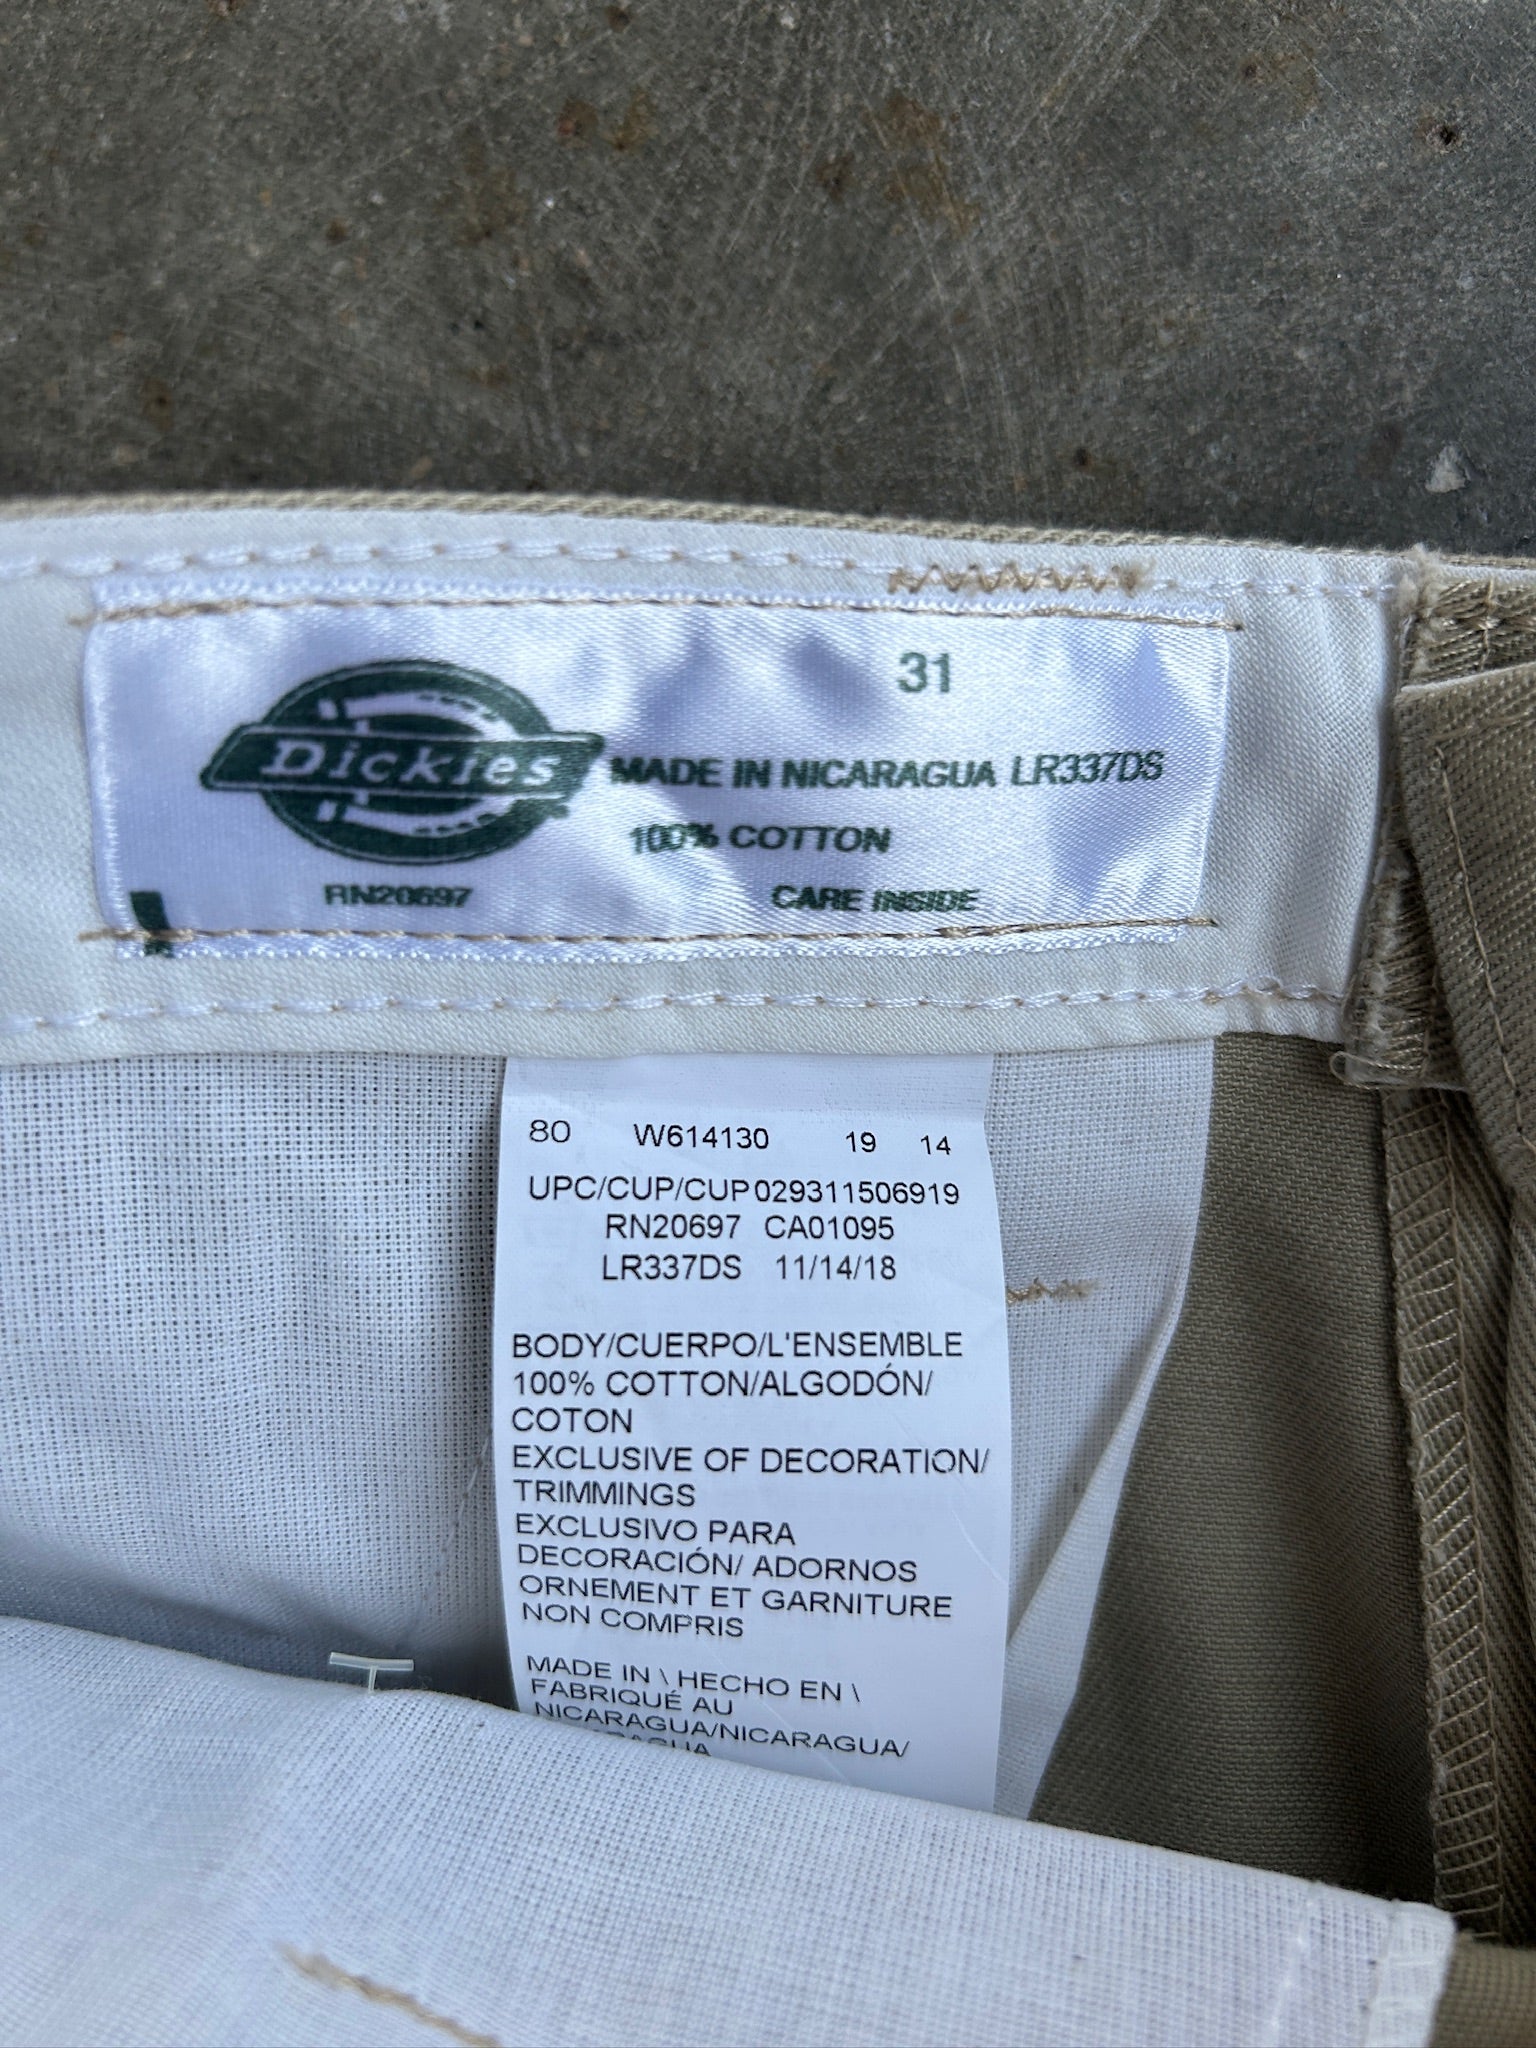 31
Dickies
MADE IN NICARAGUA LR337DS
100% COTTON
RN20697 CARE INSIDE
80 W614130 19 14
UPC/CUP/CUP029311506919
RN20697 CA01095
LR337DS 11/14/18
BODY/CUERPO/L'ENSEMBLE
100% COTTON/ALGODÓN/
COTON
EXCLUSIVE OF DECORATION/
TRIMMINGS
EXCLUSIVO PARA
DECORACIÓN/ ADORNOS
ORNEMENT ET GARNITURE
NON COMPRIS
MADE IN \ HECHO EN \
FABRIQUÉ AU
NICARAGUA/NICARAGUA/